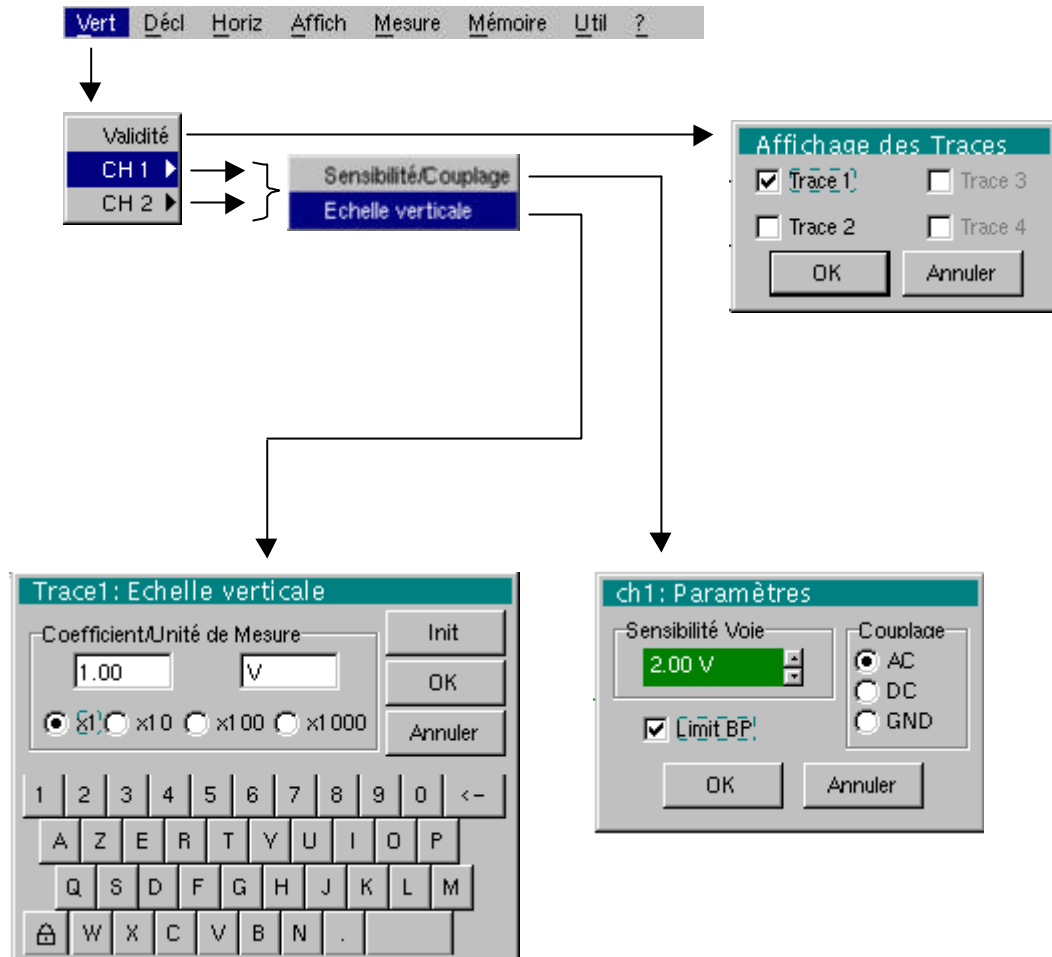 Vert Décl Horiz Affich Mesure Mémoire Util ?
Validité
CH 1
CH 2
Sensibilité/Couplage
Echelle verticale
Affichage des Traces
Trace 1 Trace 3
Trace 2 Trace 4
OK Annuler
Trace1: Echelle verticale
Coefficient/Unité de Mesure
1.00 V
x1 x10 x100 x1000
Init
OK
Annuler
1 2 3 4 5 6 7 8 9 0 <-
A Z E R T Y U I O P
Q S D F G H J K L M
W X C V B N .
ch1: Paramètres
Sensibilité Voie
2.00 V
Limit BP
Couplage
AC
DC
GND
OK Annuler